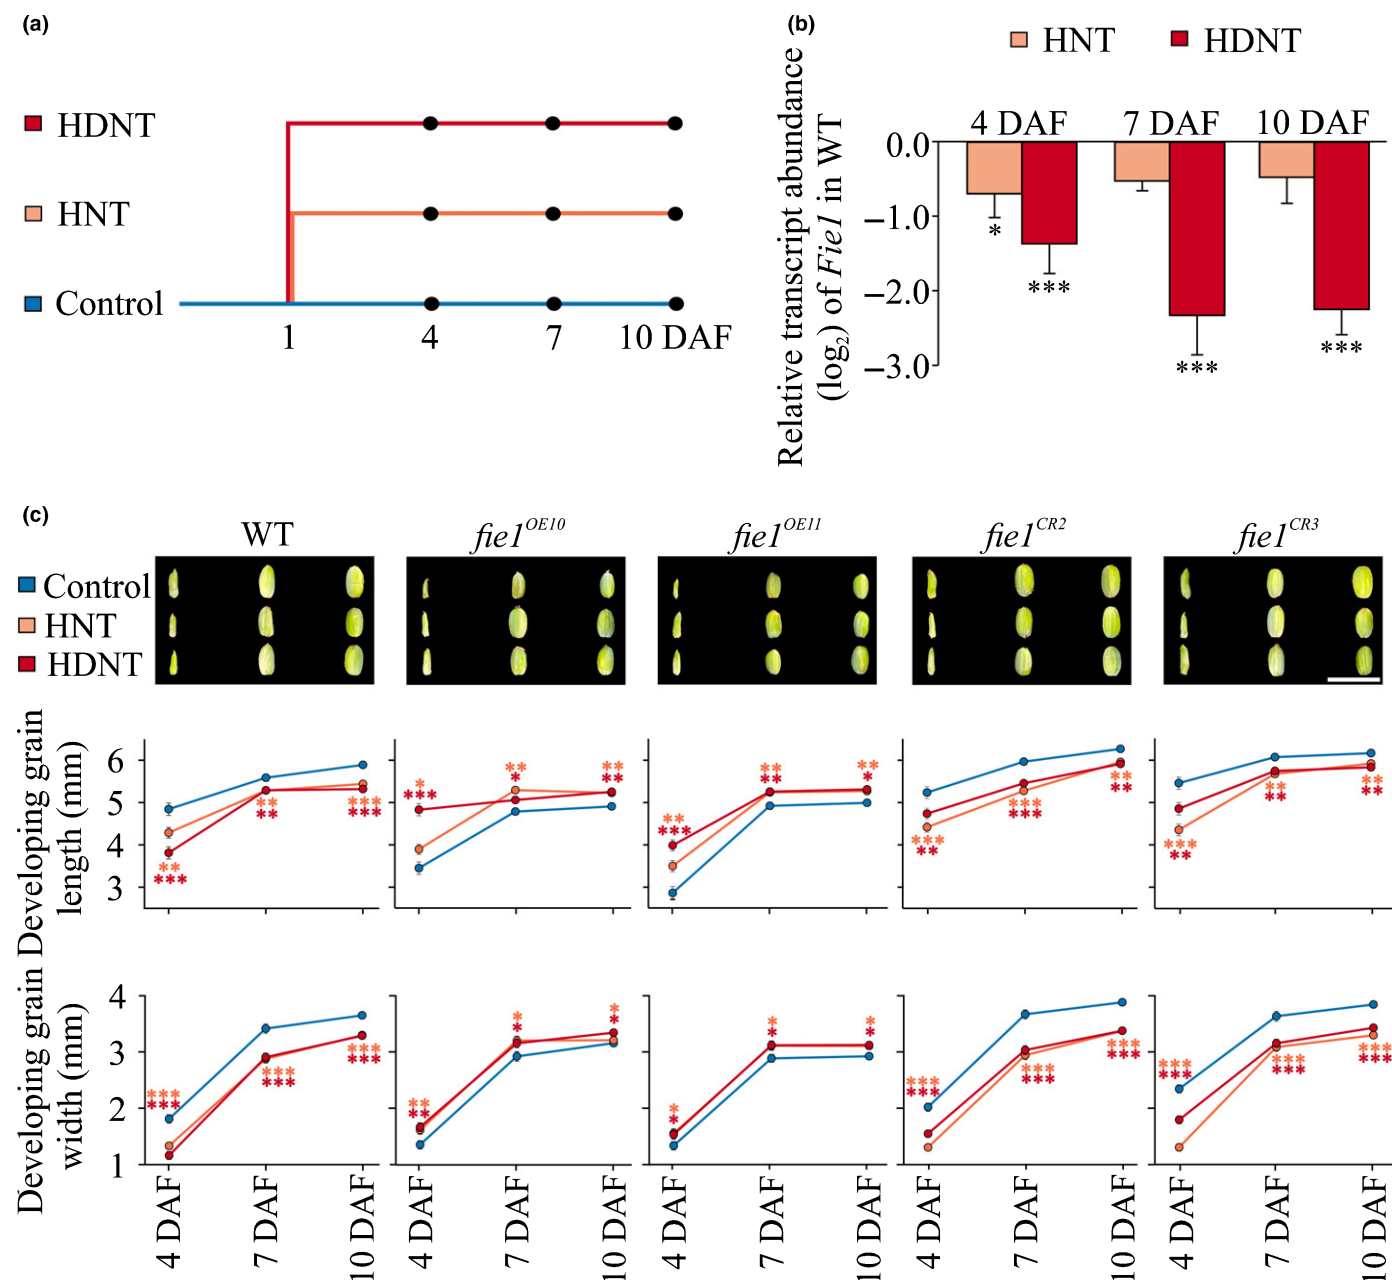 (a)
HDNT
HNT
Control
1 4 7 10 DAF
(b)
HNT HDNT
Relative transcript abundance
(log2) of Fie1 in WT
4 DAF 7 DAF 10 DAF
0.0
−1.0
−2.0
−3.0
* *** *** ***
(c)
WT fie1OE10 fie1OE11 fie1CR2 fie1CR3
Control
HNT
HDNT
Developing grain
length (mm)
6
5
4
3
** *** ** ** *** ***
* *** ** * ** **
** *** ** ** ** *
*** ** *** *** ** **
*** ** ** ** ** **
Developing grain
width (mm)
4
3
2
1
*** *** *** *** *** ***
** ** * * * *
* * * * * *
*** *** *** *** *** ***
*** *** *** *** *** ***
4 DAF 7 DAF 10 DAF 4 DAF 7 DAF 10 DAF 4 DAF 7 DAF 10 DAF 4 DAF 7 DAF 10 DAF 4 DAF 7 DAF 10 DAF